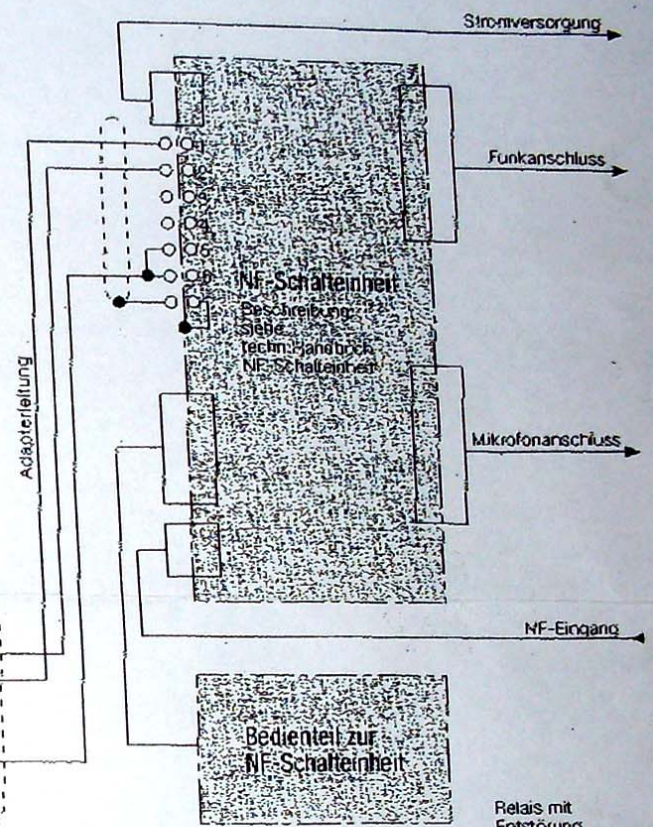 Stromversorgung
Funkanschluss
NF-Schalteinheit
Beschreibung
siehe
techn. Handbuch
NF-Schalteinheit
Adapterleitung
Mikrofonanschluss
NF-Eingang
Bedienteil zur
NF-Schalteinheit
Relais mit
Entstörung